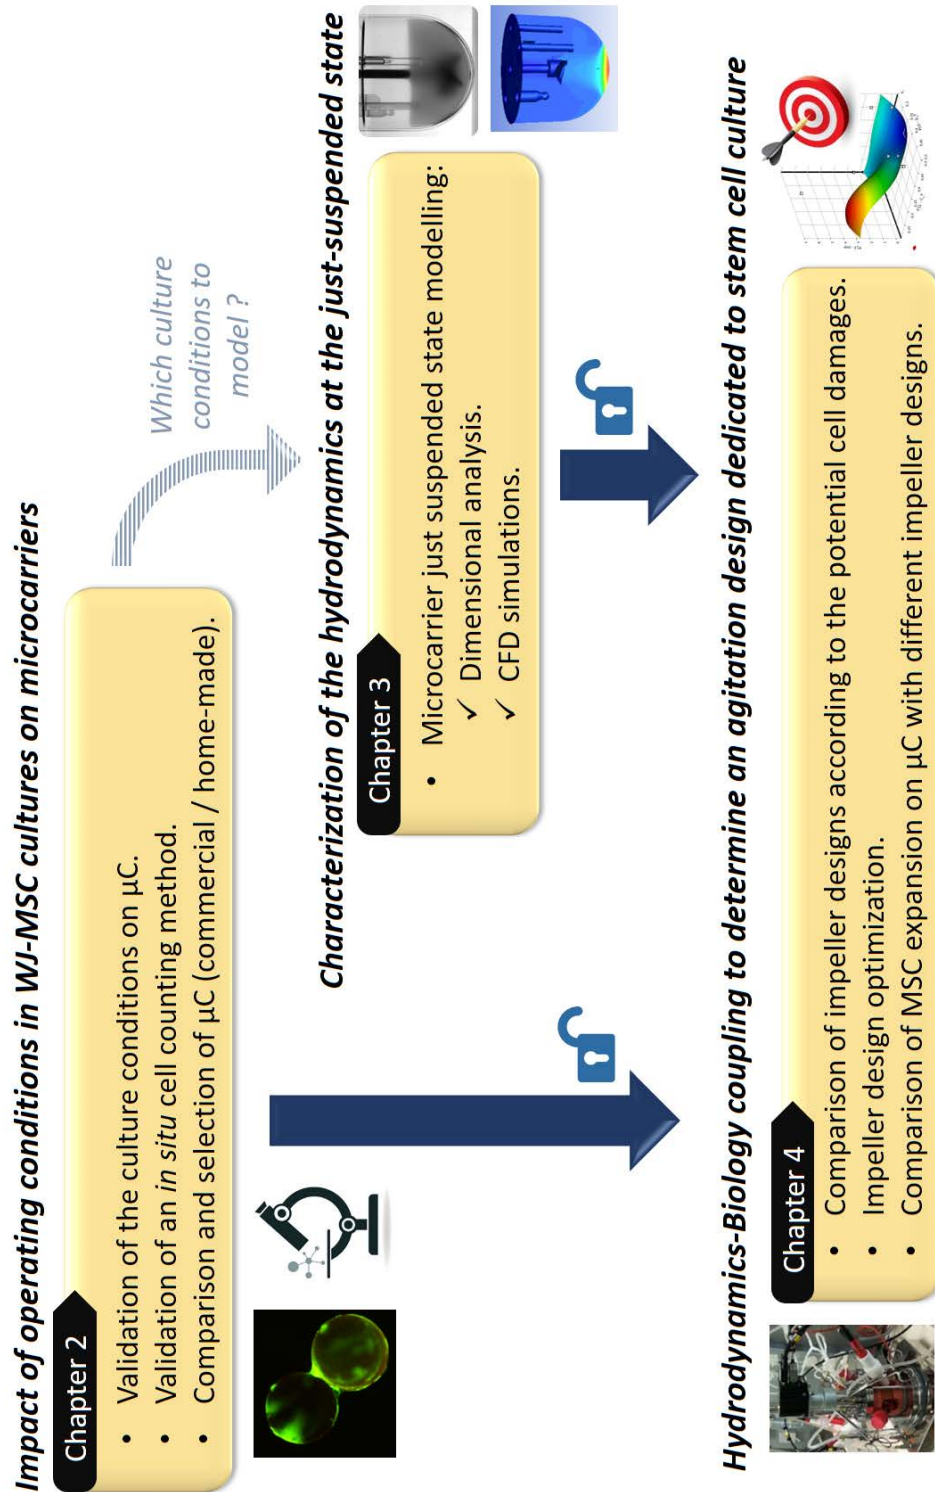 Impact of operating conditions in WJ-MSC cultures on microcarriers
Chapter 2
• Validation of the culture conditions on µC.
• Validation of an in situ cell counting method.
• Comparison and selection of µC (commercial / home-made).
Which culture
conditions to
model ?
Characterization of the hydrodynamics at the just-suspended state
Chapter 3
• Microcarrier just suspended state modelling:
✓ Dimensional analysis.
✓ CFD simulations.
Hydrodynamics-Biology coupling to determine an agitation design dedicated to stem cell culture
Chapter 4
• Comparison of impeller designs according to the potential cell damages.
• Impeller design optimization.
• Comparison of MSC expansion on µC with different impeller designs.